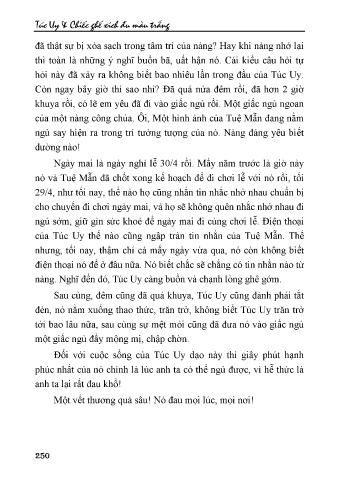 Túc Uy & Chiếc ghế xích đu màu trắng
đã thật sự bị xóa sạch trong tâm trí của nàng? Hay khi nàng nhớ lại
thì toàn là những ý nghĩ buồn bã, uất hận nó. Cái kiểu câu hỏi tự
hỏi này đã xảy ra không biết bao nhiêu lần trong đầu của Túc Uy.
Còn ngay bây giờ thì sao nhỉ? Đã quá nửa đêm rồi, đã hơn 2 giờ
khuya rồi, có lẽ em yêu đã đi vào giấc ngủ rồi. Một giấc ngủ ngoan
của một nàng công chúa. Ôi, Một hình ảnh của Tuệ Mẫn đang nằm
ngủ say hiện ra trong trí tưởng tượng của nó. Nàng đáng yêu biết
dường nào!
Ngày mai là ngày nghỉ lễ 30/4 rồi. Mấy năm trước là giờ này
nó và Tuệ Mẫn đã chốt xong kế hoạch để đi chơi lễ với nó rồi, tối
29/4, như tối nay, thế nào họ cũng nhắn tin nhắc nhớ nhau chuẩn bị
cho chuyến đi chơi ngày mai, và họ sẽ không quên nhắc nhớ nhau đi
ngủ sớm, giữ gìn sức khoẻ để ngày mai đi cùng chơi lễ. Điện thoại
của Túc Uy thế nào cũng ngập tràn tin nhắn của Tuệ Mẫn. Thế
nhưng, tối nay, thậm chí cả mấy ngày vừa qua, nó còn không biết
điện thoại nó để ở đâu nữa. Nó biết chắc sẽ chẳng có tin nhắn nào từ
nàng. Nghĩ đến đó, Túc Uy càng buồn và chạnh lòng ghê gớm.
Sau cùng, đêm cũng đã quá khuya, Túc Uy cũng đành phải tắt
đèn, nó nằm xuống thao thức, trăn trở, không biết Túc Uy trăn trở
tới bao lâu nữa, sau cùng sự mệt mỏi cũng đã đưa nó vào giấc ngủ
một giấc ngủ đầy mộng mị, chập chờn.
Đối với cuộc sống của Túc Uy dạo này thì giây phút hạnh
phúc nhất của nó chính là lúc anh ta có thể ngủ được, vì hễ thức là
anh ta lại rất đau khổ!
Một vết thương quá sâu! Nó đau mọi lúc, mọi nơi!
250